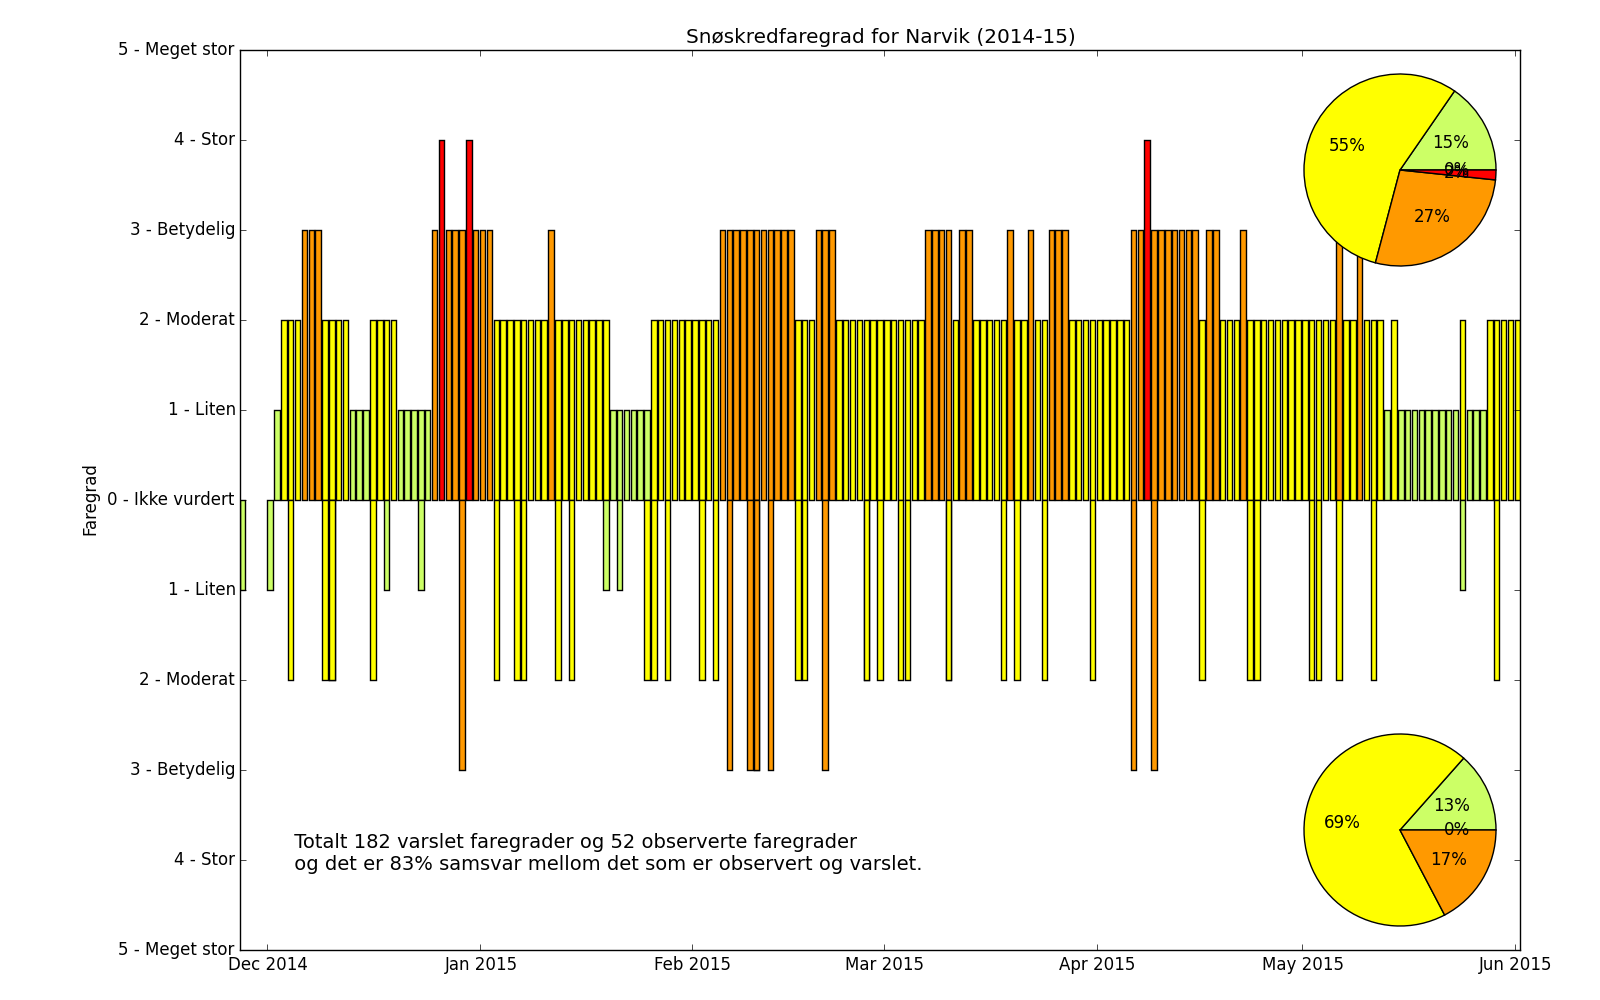 Snøskredfaregrad for Narvik (2014-15)
5 - Meget stor
4 - Stor
3 - Betydelig
2 - Moderat
1 - Liten
0 - Ikke vurdert
1 - Liten
2 - Moderat
3 - Betydelig
4 - Stor
5 - Meget stor
Faregrad
55%
15%
0%
27%
69%
13%
0%
17%
Totalt 182 varslet faregrader og 52 observerte faregrader
og det er 83% samsvar mellom det som er observert og varslet.
Dec 2014
Jan 2015
Feb 2015
Mar 2015
Apr 2015
May 2015
Jun 2015